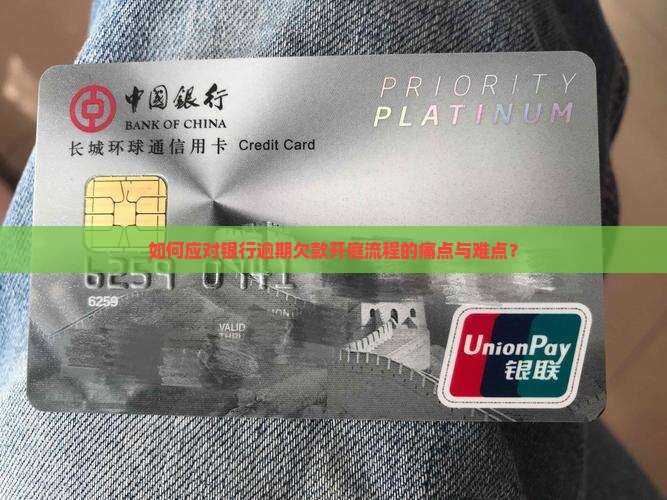 中国银行
BANK OF CHINA
长城环球通信用卡 Credit Card
PRIORITY
PLATINUM
如何应对银行逾期欠款开庭流程的痛点与难点？
6259
6259
VALID
THRU
UnionPay
银联